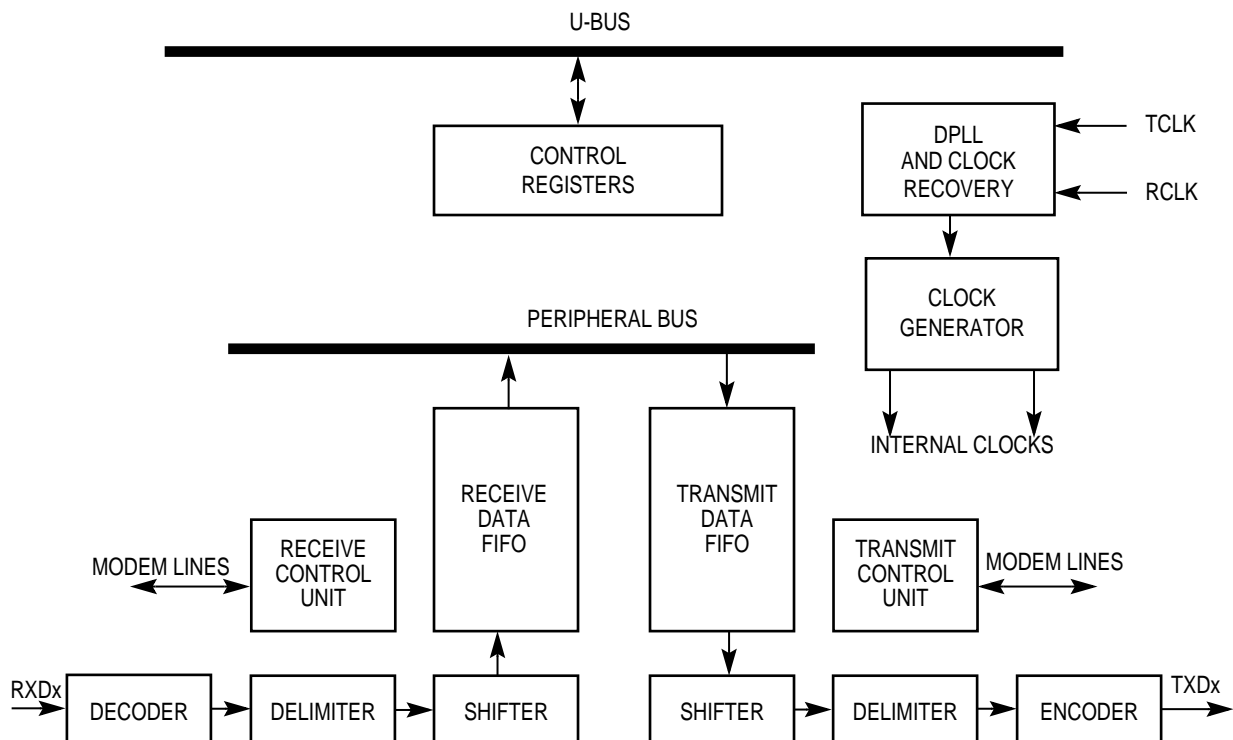 U-BUS
CONTROL
REGISTERS
DPLL
AND CLOCK
RECOVERY
TCLK
RCLK
CLOCK
GENERATOR
INTERNAL CLOCKS
PERIPHERAL BUS
RECEIVE
DATA
FIFO
TRANSMIT
DATA
FIFO
MODEM LINES
RECEIVE
CONTROL
UNIT
TRANSMIT
CONTROL
UNIT
MODEM LINES
RXDx
DECODER
DELIMITER
SHIFTER
SHIFTER
DELIMITER
ENCODER
TXDx